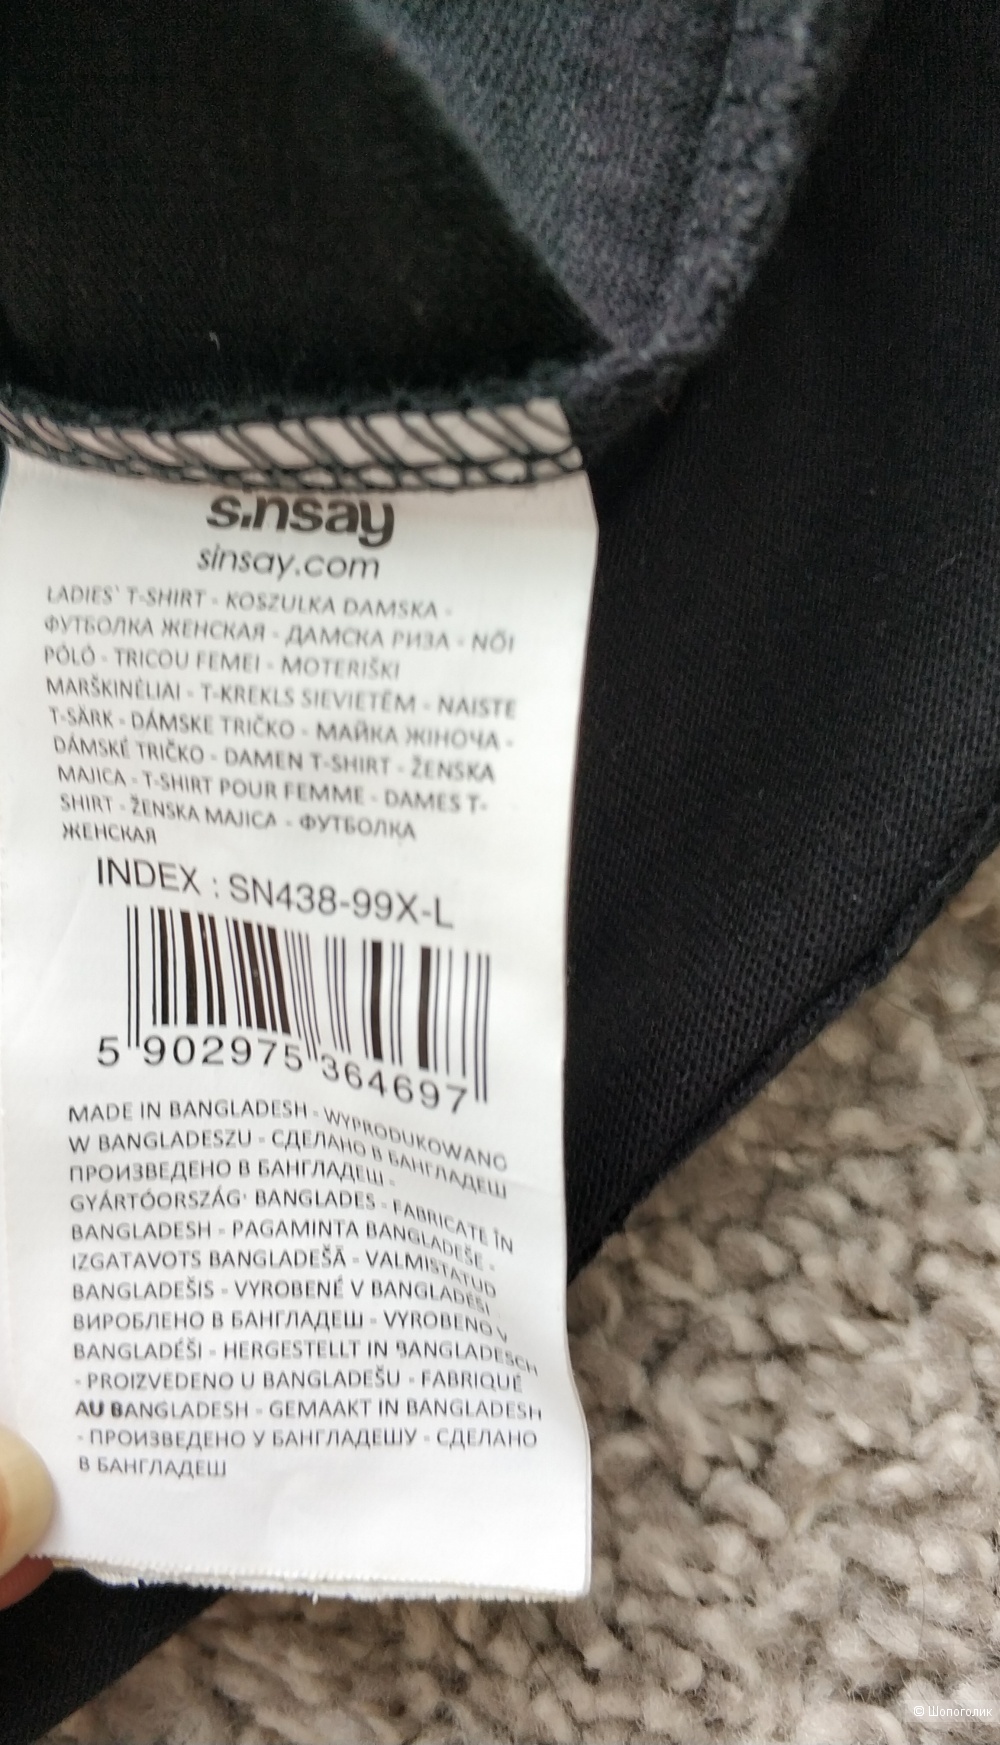 sinsay
sinsay.com
LADIES` T-SHIRT - KOSZULKA DAMSKA -
ФУТБОЛКА ЖЕНСКАЯ - ДАМСКА РИЗА - NŐI
PÓLÓ - TRICOU FEMEI - MOTERIŠKI
MARŠKINĖLIAI - T-KREKLS SIEVIETĒM - NAISTE
T-SÄRK - DÁMSKE TRIČKO - МАЙКА ЖІНОЧА -
DÁMSKÉ TRIČKO - DAMEN T-SHIRT - ŽENSKA
MAJICA - T-SHIRT POUR FEMME - DAMES T-
SHIRT - ŽENSKA MAJICA - ФУТБОЛКА
ЖЕНСКАЯ
INDEX : SN438-99X-L
5 902975 364697
MADE IN BANGLADESH - WYPRODUKOWANO
W BANGLADESZU - СДЕЛАНО В БАНГЛАДЕШ
ПРОИЗВЕДЕНО В БАНГЛАДЕШ -
GYÁRTÓORSZÁG: BANGLADES - FABRICATE ÎN
BANGLADESH - PAGAMINTA BANGLADEŠE -
IZGATAVOTS BANGLADEŠĀ - VALMISTATUD
BANGLADEŠIS - VYROBENÉ V BANGLADÉŠI
ВИРОБЛЕНО В БАНГЛАДЕШ - VYROBENO V
BANGLADÉŠI - HERGESTELLT IN BANGLADESCH
- PROIZVEDENO U BANGLADEŠU - FABRIQUÉ
AU BANGLADESH - GEMAAKT IN BANGLADESH
- ПРОИЗВЕДЕНО У БАНГЛАДЕШУ - СДЕЛАНО
В БАНГЛАДЕШ
© Шопоголик